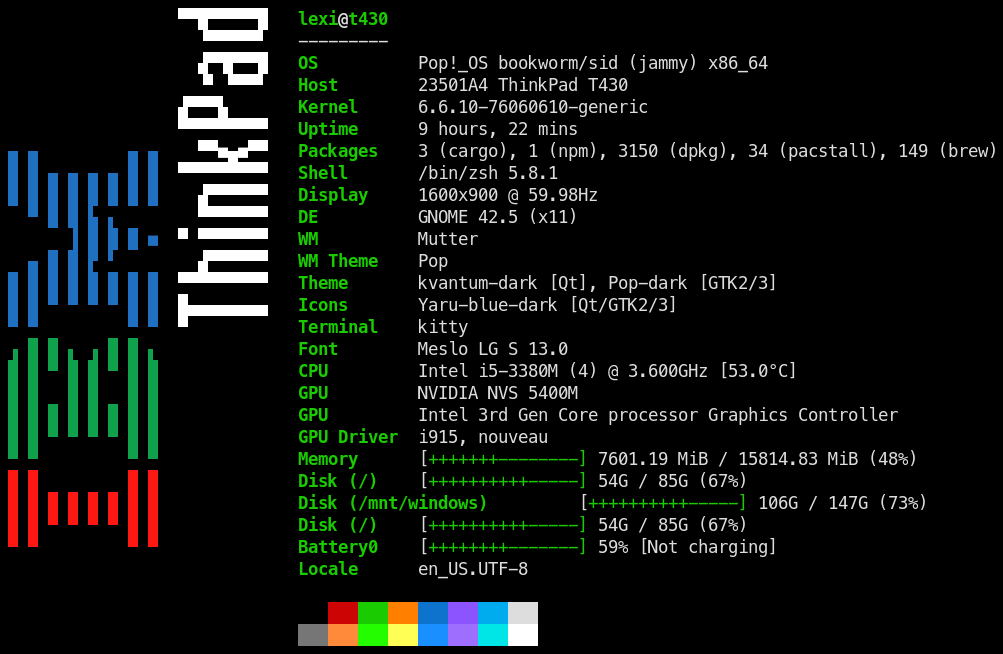 IBM
ThinkPad
lexi@t430
---------
OS Pop!_OS bookworm/sid (jammy) x86_64
Host 23501A4 ThinkPad T430
Kernel 6.6.10-76060610-generic
Uptime 9 hours, 22 mins
Packages 3 (cargo), 1 (npm), 3150 (dpkg), 34 (pacstall), 149 (brew)
Shell /bin/zsh 5.8.1
Display 1600x900 @ 59.98Hz
DE GNOME 42.5 (x11)
WM Mutter
WM Theme Pop
Theme kvantum-dark [Qt], Pop-dark [GTK2/3]
Icons Yaru-blue-dark [Qt/GTK2/3]
Terminal kitty
Font Meslo LG S 13.0
CPU Intel i5-3380M (4) @ 3.600GHz [53.0°C]
GPU NVIDIA NVS 5400M
GPU Intel 3rd Gen Core processor Graphics Controller
GPU Driver i915, nouveau
Memory [+++++++--------] 7601.19 MiB / 15814.83 MiB (48%)
Disk (/) [++++++++++-----] 54G / 85G (67%)
Disk (/mnt/windows) [++++++++++-----] 106G / 147G (73%)
Disk (/) [++++++++++-----] 54G / 85G (67%)
Battery0 [++++++++-------] 59% [Not charging]
Locale en_US.UTF-8